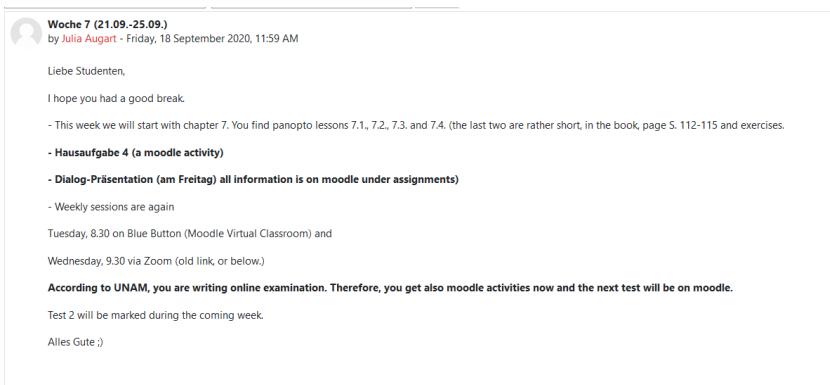 Woche 7 (21.09.-25.09.)
by Julia Augart - Friday, 18 September 2020, 11:59 AM
Liebe Studenten,
I hope you had a good break.
- This week we will start with chapter 7. You find panopto lessons 7.1., 7.2., 7.3. and 7.4. (the last two are rather short, in the book, page S. 112-115 and exercises.
- Hausaufgabe 4 (a moodle activity)
- Dialog-Präsentation (am Freitag) all information is on moodle under assignments)
- Weekly sessions are again
Tuesday, 8.30 on Blue Button (Moodle Virtual Classroom) and
Wednesday, 9.30 via Zoom (old link, or below.)
According to UNAM, you are writing online examination. Therefore, you get also moodle activities now and the next test will be on moodle.
Test 2 will be marked during the coming week.
Alles Gute ;)